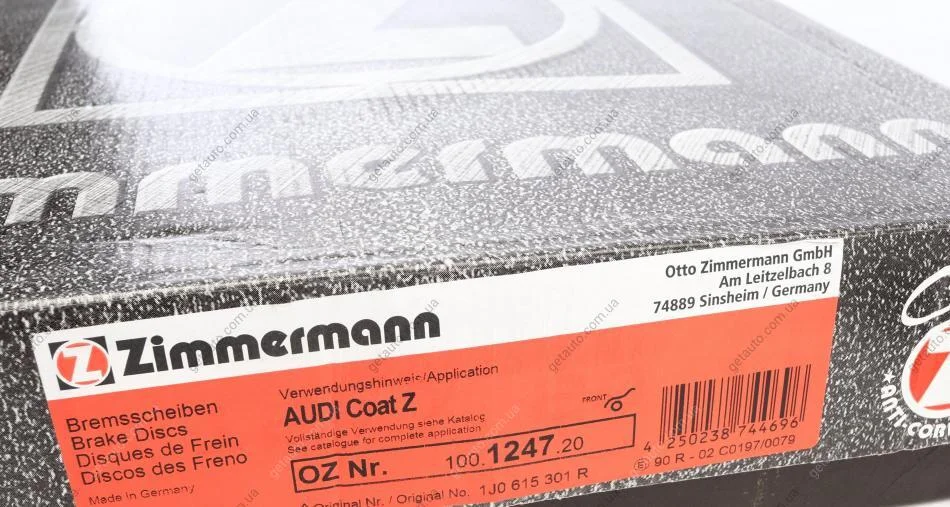 mmermann
Zimmermann
Otto Zimmermann GmbH
Am Leitzelbach 8
74889 Sinsheim / Germany
Bremsscheiben
Brake Discs
Disques de Frein
Discos des Freno
Made in Germany
Verwendungshinweis/Application
AUDI Coat Z
Vollständige Verwendung siehe Katalog
See catalogue for complete application
FRONT
OZ Nr. 100.1247.20
Original Nr. / Original No. 1J0 615 301 R
4 250238 744696
E 90 R - 02 C0197/0079
*ANTI-COR
getauto.com.ua